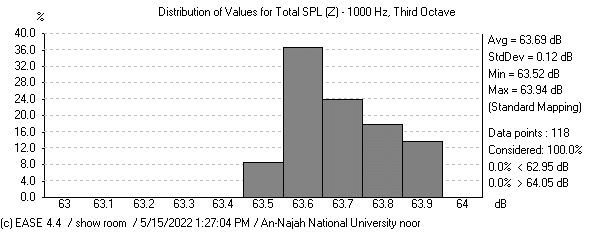 Distribution of Values for Total SPL (Z) - 1000 Hz, Third Octave
%
40.0
36.0
32.0
28.0
24.0
20.0
16.0
12.0
8.0
4.0
0.0
63 63.1 63.2 63.3 63.4 63.5 63.6 63.7 63.8 63.9 64 dB
Avg = 63.69 dB
StdDev = 0.12 dB
Min = 63.52 dB
Max = 63.94 dB
(Standard Mapping)
Data points : 118
Considered: 100.0%
0.0% < 62.95 dB
0.0% > 64.05 dB
(c) EASE 4.4 / show room / 5/15/2022 1:27:04 PM / An-Najah National University noor